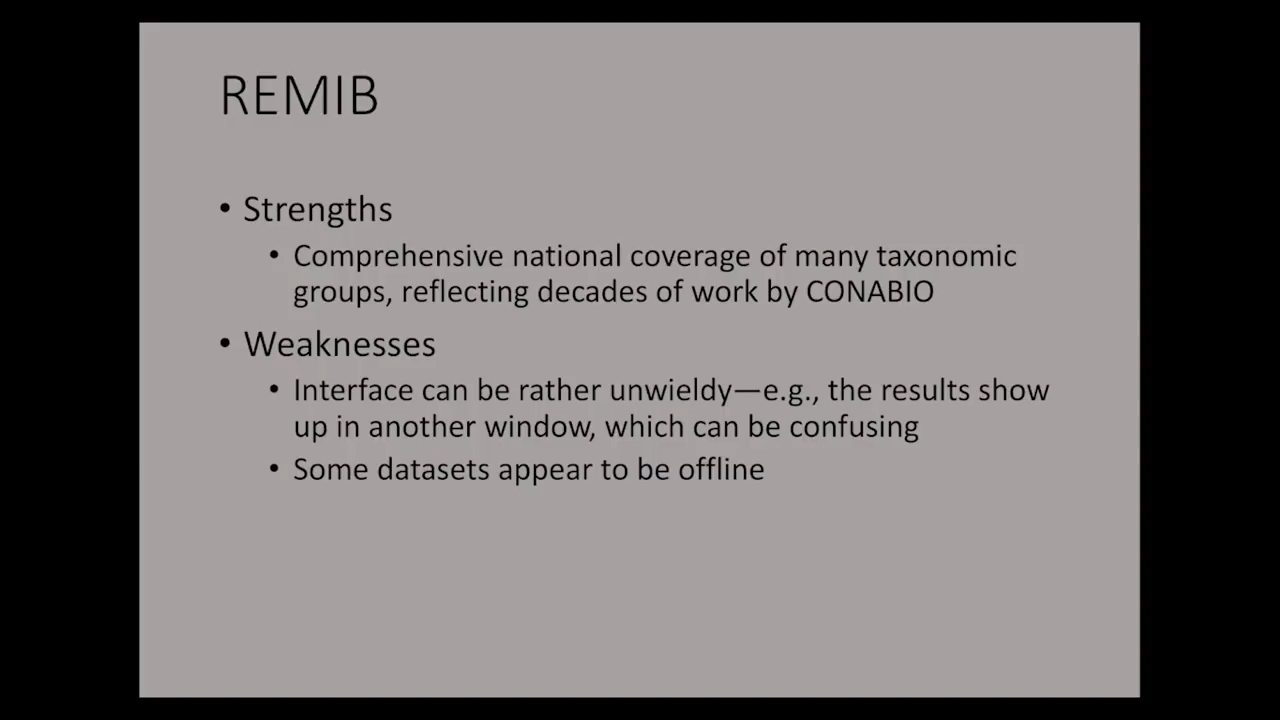 REMIB
• Strengths
• Comprehensive national coverage of many taxonomic
groups, reflecting decades of work by CONABIO
• Weaknesses
• Interface can be rather unwieldy—e.g., the results show
up in another window, which can be confusing
• Some datasets appear to be offline